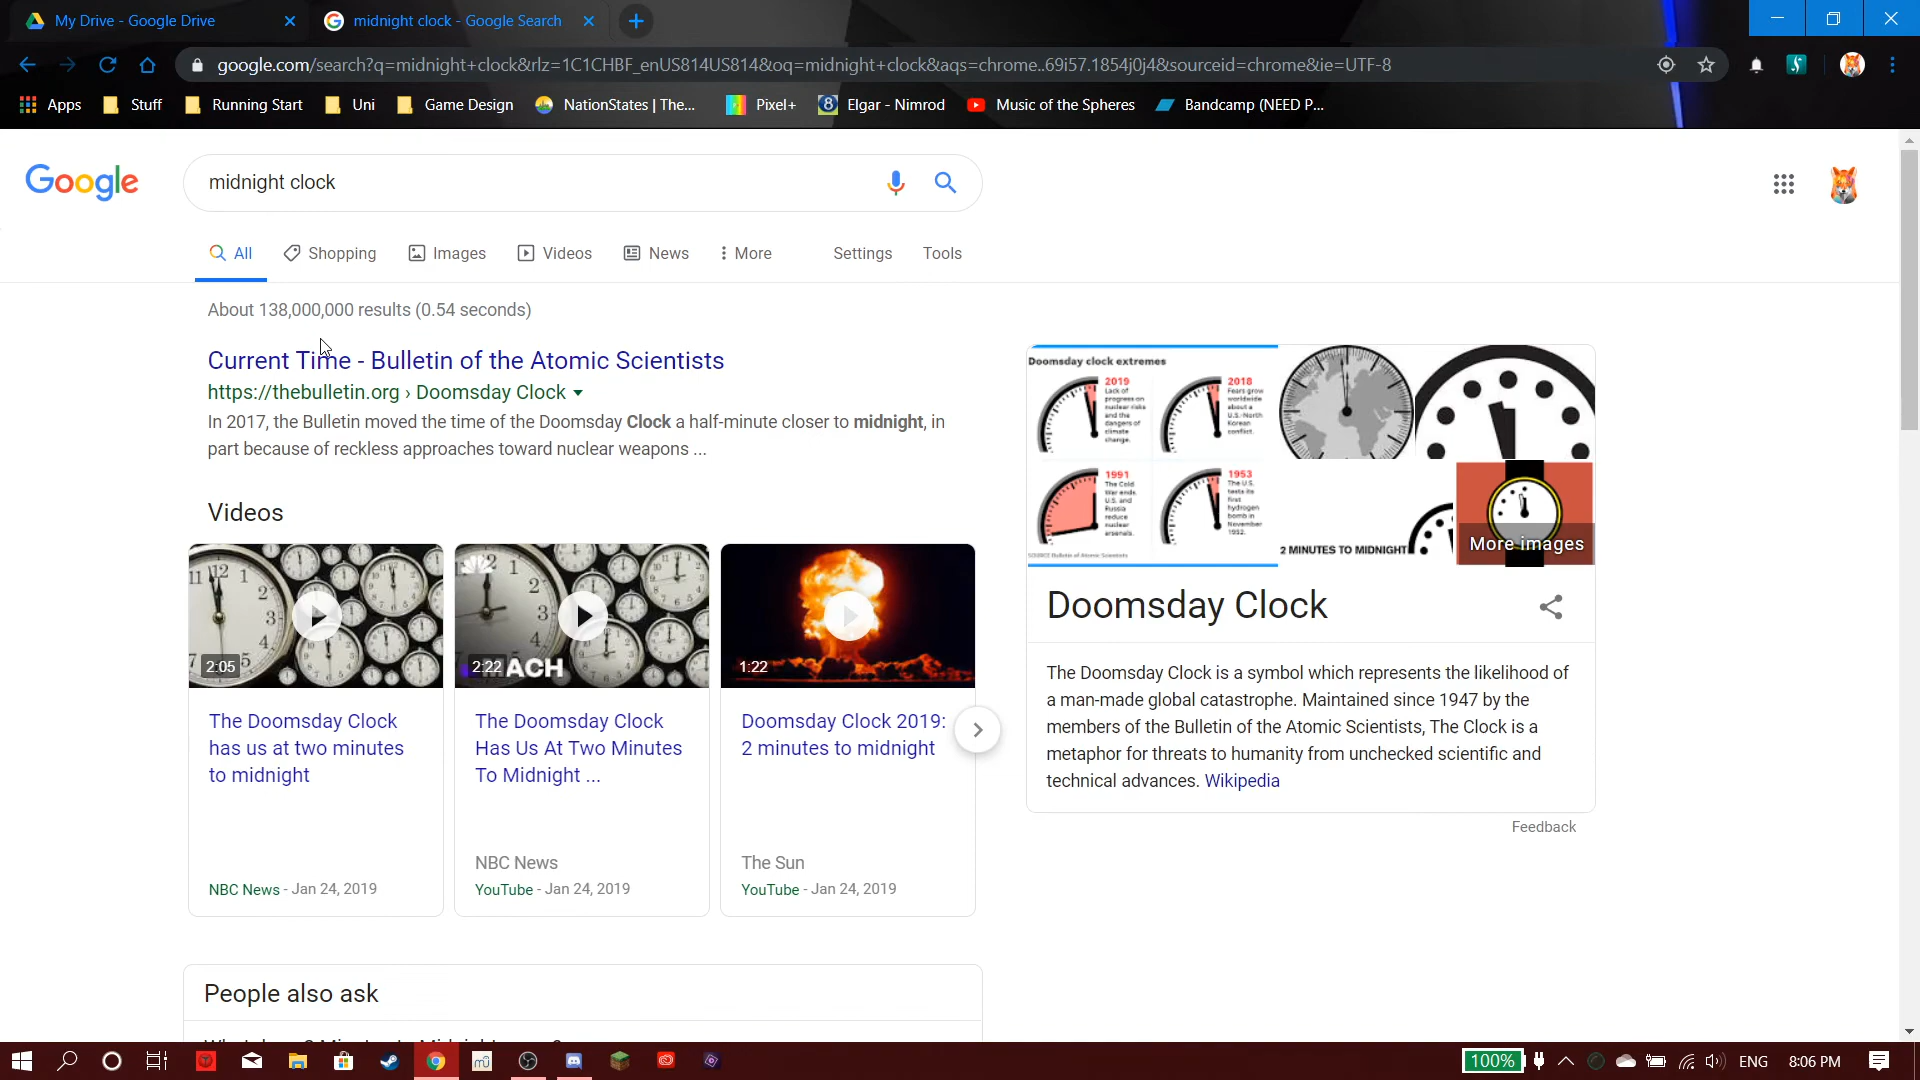 My Drive - Google Drive
midnight clock - Google Search
google.com/search?q=midnight+clock&rlz=1C1CHBF_enUS814US814&oq=midnight+clock&aqs=chrome..69i57.1854j0j4&sourceid=chrome&ie=UTF-8
Apps Stuff Running Start Uni Game Design NationStates | The... Pixel+ Elgar - Nimrod Music of the Spheres Bandcamp (NEED P...
Google
midnight clock
All Shopping Images Videos News More Settings Tools
About 138,000,000 results (0.54 seconds)
Current Time - Bulletin of the Atomic Scientists
https://thebulletin.org › Doomsday Clock
In 2017, the Bulletin moved the time of the Doomsday Clock a half-minute closer to midnight, in
part because of reckless approaches toward nuclear weapons ...
Videos
2:05
The Doomsday Clock
has us at two minutes
to midnight
NBC News - Jan 24, 2019
2:22
ACH
The Doomsday Clock
Has Us At Two Minutes
To Midnight ...
NBC News
YouTube - Jan 24, 2019
1:22
Doomsday Clock 2019:
2 minutes to midnight
The Sun
YouTube - Jan 24, 2019
People also ask
Doomsday clock extremes
2019
Lack of
progress on
nuclear risks
and the
dangers of
climate
change.
2018
Fears grow
worldwide
about a
U.S.-North
Korean
conflict.
1991
The Cold
War ends,
U.S. and
Russia
reduce
nuclear
arsenals.
1953
The U.S.
tests its
first
hydrogen
bomb in
November
1952.
SOURCE Bulletin of Atomic Scientists
2 MINUTES TO MIDNIGHT
More images
Doomsday Clock
The Doomsday Clock is a symbol which represents the likelihood of
a man-made global catastrophe. Maintained since 1947 by the
members of the Bulletin of the Atomic Scientists, The Clock is a
metaphor for threats to humanity from unchecked scientific and
technical advances. Wikipedia
Feedback
100% ENG 8:06 PM